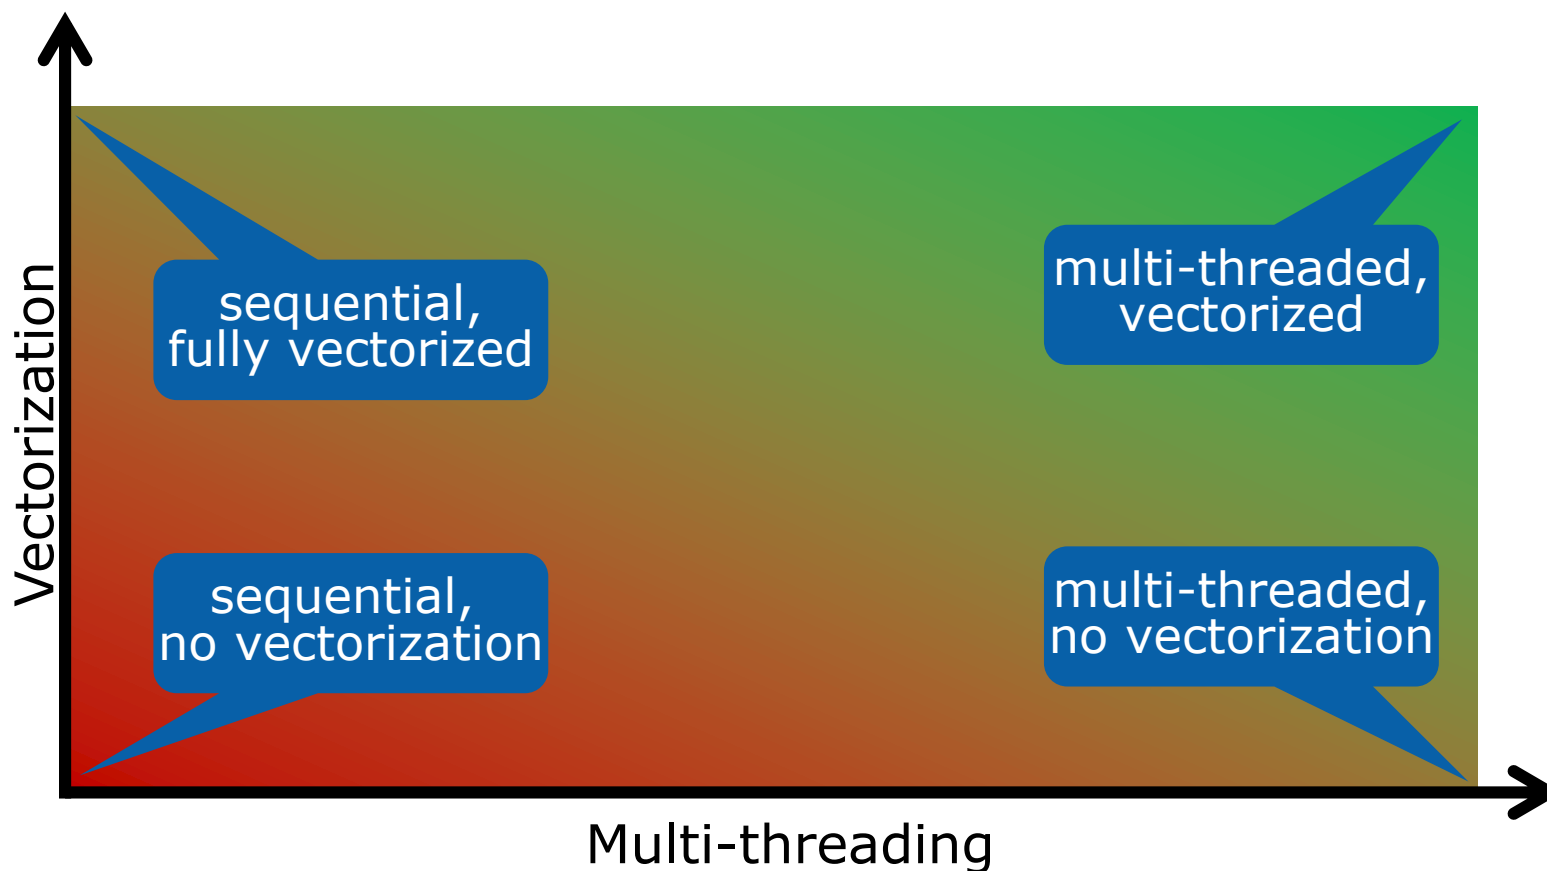 Vectorization
sequential,
fully vectorized
multi-threaded,
vectorized
sequential,
no vectorization
multi-threaded,
no vectorization
Multi-threading